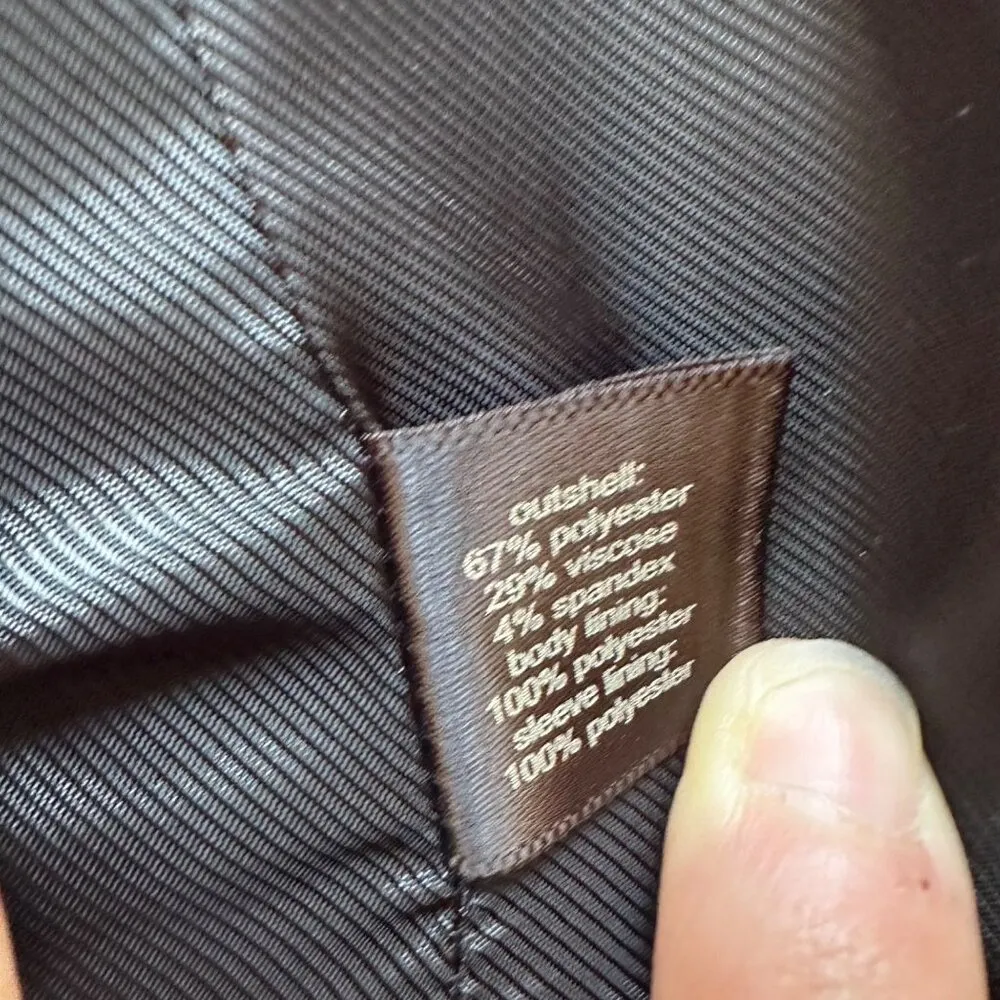 outshell:
67% polyester
29% viscose
4% spandex
body lining:
100% polyester
sleeve lining:
100% polyester